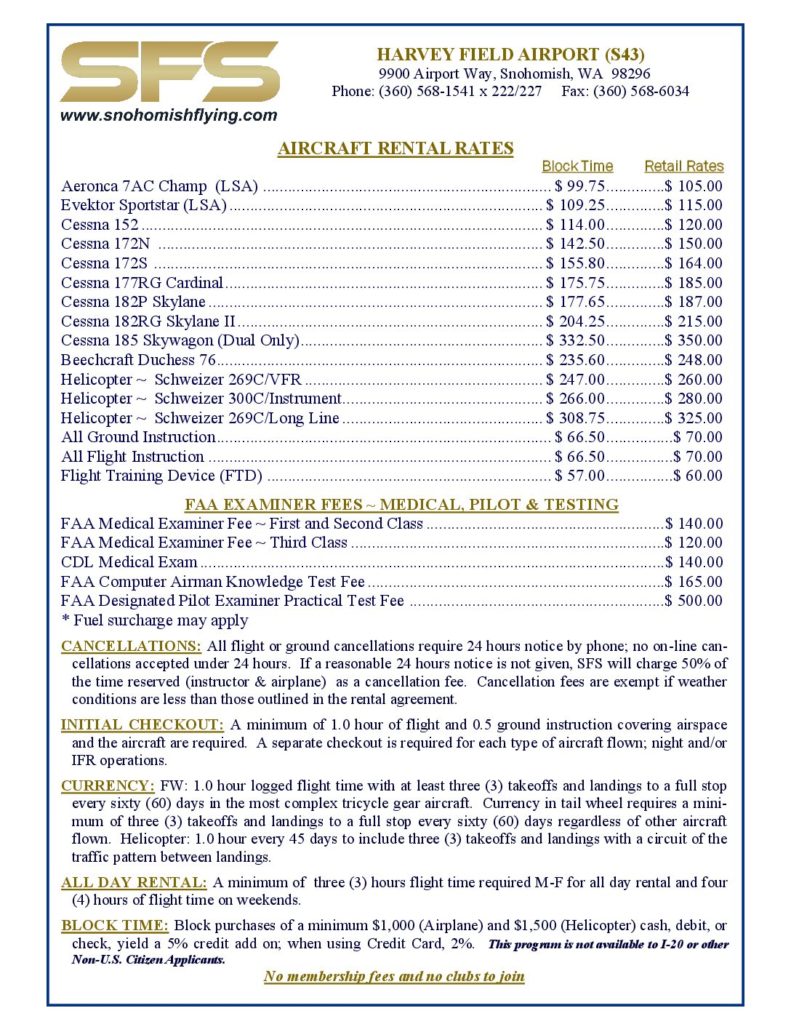 SFS
HARVEY FIELD AIRPORT (S43)
9900 Airport Way, Snohomish, WA 98296
Phone: (360) 568-1541 x 222/227 Fax: (360) 568-6034
www.snohomishflying.com
AIRCRAFT RENTAL RATES
Block Time Retail Rates
Aeronca 7AC Champ (LSA) $ 99.75 $ 105.00
Evektor Sportstar (LSA) $ 109.25 $ 115.00
Cessna 152 $ 114.00 $ 120.00
Cessna 172N $ 142.50 $ 150.00
Cessna 172S $ 155.80 $ 164.00
Cessna 177RG Cardinal $ 175.75 $ 185.00
Cessna 182P Skylane $ 177.65 $ 187.00
Cessna 182RG Skylane II $ 204.25 $ 215.00
Cessna 185 Skywagon (Dual Only) $ 332.50 $ 350.00
Beechcraft Duchess 76 $ 235.60 $ 248.00
Helicopter ~ Schweizer 269C/VFR $ 247.00 $ 260.00
Helicopter ~ Schweizer 300C/Instrument $ 266.00 $ 280.00
Helicopter ~ Schweizer 269C/Long Line $ 308.75 $ 325.00
All Ground Instruction $ 66.50 $ 70.00
All Flight Instruction $ 66.50 $ 70.00
Flight Training Device (FTD) $ 57.00 $ 60.00
FAA EXAMINER FEES ~ MEDICAL, PILOT & TESTING
FAA Medical Examiner Fee ~ First and Second Class $ 140.00
FAA Medical Examiner Fee ~ Third Class $ 120.00
CDL Medical Exam $ 140.00
FAA Computer Airman Knowledge Test Fee $ 165.00
FAA Designated Pilot Examiner Practical Test Fee $ 500.00
* Fuel surcharge may apply
CANCELLATIONS: All flight or ground cancellations require 24 hours notice by phone; no on-line can-
cellations accepted under 24 hours. If a reasonable 24 hours notice is not given, SFS will charge 50% of
the time reserved (instructor & airplane) as a cancellation fee. Cancellation fees are exempt if weather
conditions are less than those outlined in the rental agreement.
INITIAL CHECKOUT: A minimum of 1.0 hour of flight and 0.5 ground instruction covering airspace
and the aircraft are required. A separate checkout is required for each type of aircraft flown; night and/or
IFR operations.
CURRENCY: FW: 1.0 hour logged flight time with at least three (3) takeoffs and landings to a full stop
every sixty (60) days in the most complex tricycle gear aircraft. Currency in tail wheel requires a mini-
mum of three (3) takeoffs and landings to a full stop every sixty (60) days regardless of other aircraft
flown. Helicopter: 1.0 hour every 45 days to include three (3) takeoffs and landings with a circuit of the
traffic pattern between landings.
ALL DAY RENTAL: A minimum of three (3) hours flight time required M-F for all day rental and four
(4) hours of flight time on weekends.
BLOCK TIME: Block purchases of a minimum $1,000 (Airplane) and $1,500 (Helicopter) cash, debit, or
check, yield a 5% credit add on; when using Credit Card, 2%. This program is not available to I-20 or other
Non-U.S. Citizen Applicants.
No membership fees and no clubs to join